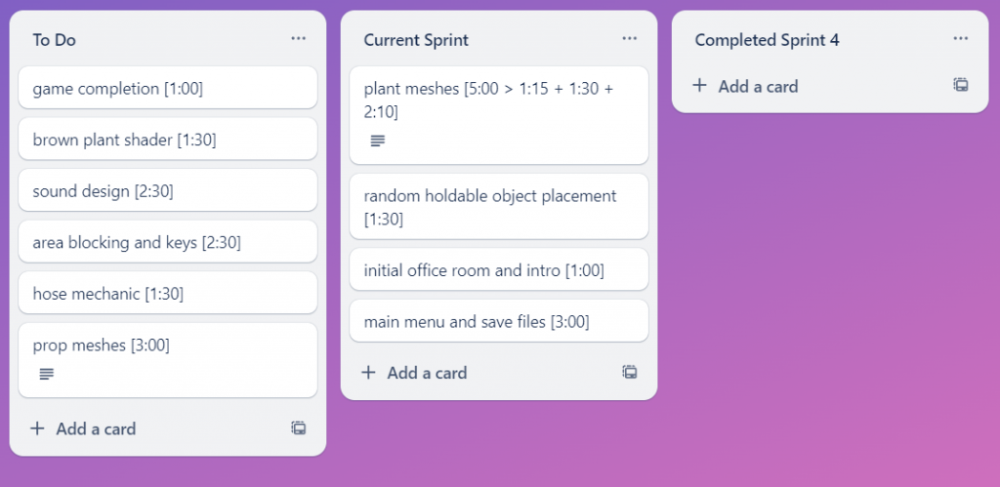 To Do
game completion [1:00]
brown plant shader [1:30]
sound design [2:30]
area blocking and keys [2:30]
hose mechanic [1:30]
prop meshes [3:00]
+ Add a card
Current Sprint
plant meshes [5:00 > 1:15 + 1:30 +
2:10]
random holdable object placement
[1:30]
initial office room and intro [1:00]
main menu and save files [3:00]
+ Add a card
Completed Sprint 4
+ Add a card